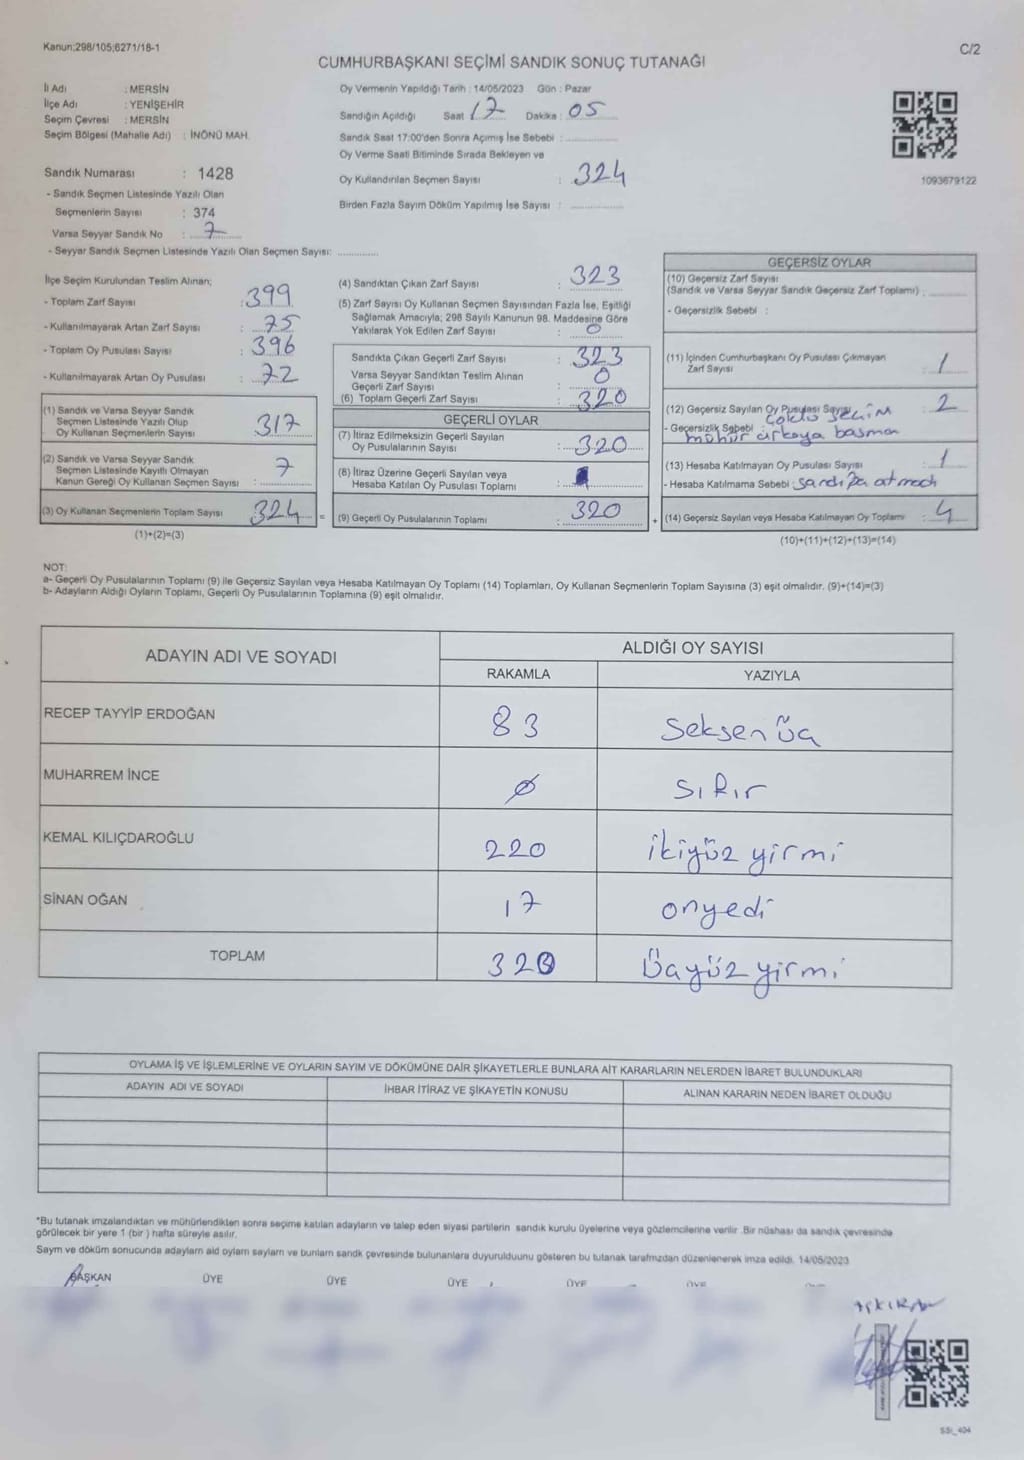 Kanun;298/105;6271/18-1
C/2
CUMHURBAŞKANI SEÇİMİ SANDIK SONUÇ TUTANAĞI
İl Adı : MERSİN
İlçe Adı : YENİŞEHİR
Seçim Çevresi : MERSİN
Seçim Bölgesi (Mahalle Adı) : İNÖNÜ MAH.
Sandık Numarası : 1428
- Sandık Seçmen Listesinde Yazılı Olan
Seçmenlerin Sayısı : 374
Varsa Seyyar Sandık No : 7
- Seyyar Sandık Seçmen Listesinde Yazılı Olan Seçmen Sayısı: ..............
Oy Vermenin Yapıldığı Tarih : 14/05/2023 Gün : Pazar
Sandığın Açıldığı Saat 17 Dakika : 05
Sandık Saat 17:00'den Sonra Açımış İse Sebebi : ..............
Oy Verme Saati Bitiminde Sırada Bekleyen ve
Oy Kullandırılan Seçmen Sayısı : 324
Birden Fazla Sayım Döküm Yapılmış İse Sayısı : ..............
1093679122
İlçe Seçim Kurulundan Teslim Alınan;
- Toplam Zarf Sayısı : 399
- Kullanılmayarak Artan Zarf Sayısı : 75
- Toplam Oy Pusulası Sayısı : 396
- Kullanılmayarak Artan Oy Pusulası : 72
(1) Sandık ve Varsa Seyyar Sandık
Seçmen Listesinde Yazılı Olup
Oy Kullanan Seçmenlerin Sayısı : 317
(2) Sandık ve Varsa Seyyar Sandık
Seçmen Listesinde Kayıtlı Olmayan
Kanun Gereği Oy Kullanan Seçmen Sayısı : 7
(3) Oy Kullanan Seçmenlerin Toplam Sayısı : 324 =
(1)+(2)=(3)
(4) Sandıktan Çıkan Zarf Sayısı : 323
(5) Zarf Sayısı Oy Kullanan Seçmen Sayısından Fazla İse, Eşitliği
Sağlamak Amacıyla; 298 Sayılı Kanunun 98. Maddesine Göre
Yakılarak Yok Edilen Zarf Sayısı : 0
Sandıkta Çıkan Geçerli Zarf Sayısı : 323
Varsa Seyyar Sandıktan Teslim Alınan
Geçerli Zarf Sayısı : 0
(6) Toplam Geçerli Zarf Sayısı : 320
GEÇERLİ OYLAR
(7) İtiraz Edilmeksizin Geçerli Sayılan
Oy Pusulalarının Sayısı : 320
(8) İtiraz Üzerine Geçerli Sayılan veya
Hesaba Katılan Oy Pusulası Toplamı :
(9) Geçerli Oy Pusulalarının Toplamı : 320 +
GEÇERSİZ OYLAR
(10) Geçersiz Zarf Sayısı
(Sandık ve Varsa Seyyar Sandık Geçersiz Zarf Toplamı) : ..........
- Geçersizlik Sebebi :
(11) İçinden Cumhurbaşkanı Oy Pusulası Çıkmayan
Zarf Sayısı : 1
(12) Geçersiz Sayılan Oy Pusulası Sayısı : 2
- Geçersizlik Sebebi : Çoklu seçim
mühür arkaya basma
(13) Hesaba Katılmayan Oy Pusulası Sayısı : 1
- Hesaba Katılmama Sebebi : sandığa atmadı
(14) Geçersiz Sayılan veya Hesaba Katılmayan Oy Toplamı : 4
(10)+(11)+(12)+(13)=(14)
NOT:
a- Geçerli Oy Pusulalarının Toplamı (9) ile Geçersiz Sayılan veya Hesaba Katılmayan Oy Toplamı (14) Toplamları, Oy Kullanan Seçmenlerin Toplam Sayısına (3) eşit olmalıdır. (9)+(14)=(3)
b- Adayların Aldığı Oyların Toplamı, Geçerli Oy Pusulalarının Toplamına (9) eşit olmalıdır.
ADAYIN ADI VE SOYADI
ALDIĞI OY SAYISI
RAKAMLA YAZIYLA
RECEP TAYYİP ERDOĞAN 83 Seksen Üç
MUHARREM İNCE 0 Sıfır
KEMAL KILIÇDAROĞLU 220 ikiyüz yirmi
SİNAN OĞAN 17 onyedi
TOPLAM 320 Üçyüz yirmi
OYLAMA İŞ VE İŞLEMLERİNE VE OYLARIN SAYIM VE DÖKÜMÜNE DAİR ŞİKAYETLERLE BUNLARA AİT KARARLARIN NELERDEN İBARET BULUNDUKLARI
ADAYIN ADI VE SOYADI İHBAR İTİRAZ VE ŞİKAYETİN KONUSU ALINAN KARARIN NEDEN İBARET OLDUĞU
*Bu tutanak imzalandıktan ve mühürlendikten sonra seçime katılan adayların ve talep eden siyasi partilerin sandık kurulu üyelerine veya gözlemcilerine verilir .Bir nüshası da sandık çevresinde
görülecek bir yere 1 (bir ) hafta süreyle asılır.
Saym ve döküm sonucunda adaylarn ald oylarn saylarn ve bunlarn sandk çevresinde bulunanlara duyurulduunu gösteren bu tutanak tarafmzdan düzenlenerek imza edildi. 14/05/2023
BAŞKAN ÜYE ÜYE ÜYE ÜYE ÜYE
SSI_404